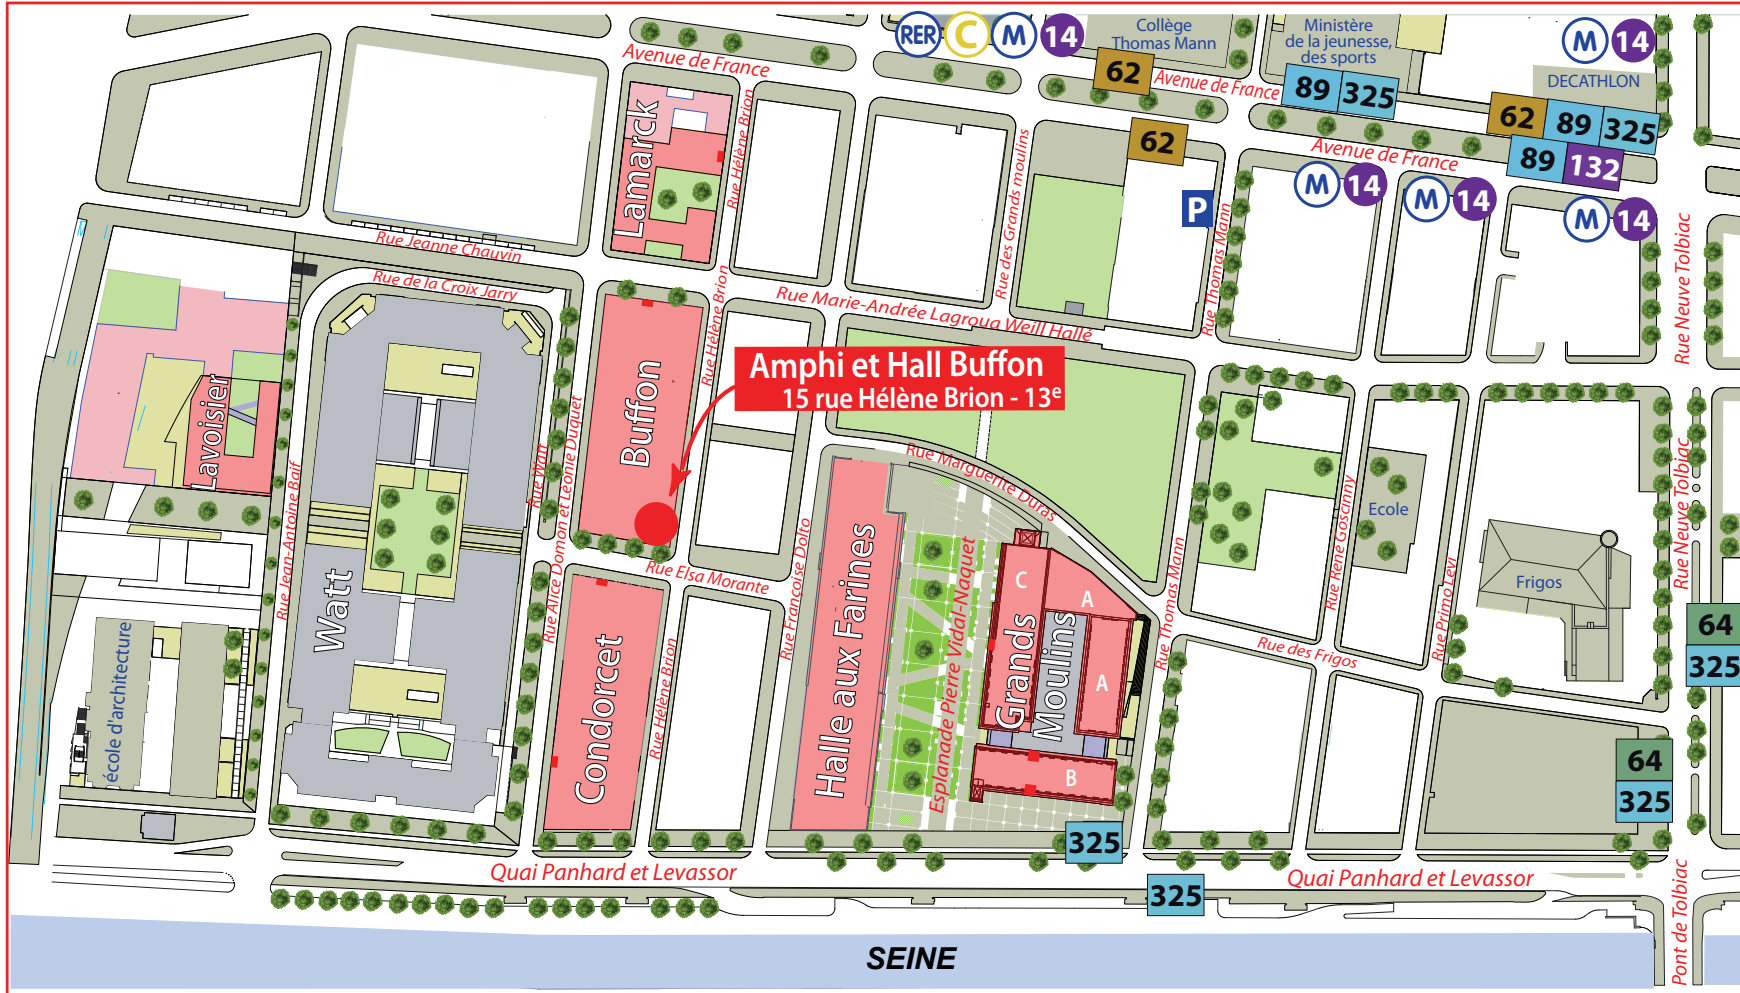 RER C M 14
Collège
Thomas Mann
Ministère
de la jeunesse,
des sports
M 14
DECATHLON
Avenue de France
62
Avenue de France
89 325
62 89 325
62
Avenue de France
89 132
M 14
M 14
M 14
P
Lamarck
Rue Hélène Brion
Rue des Grands moulins
Rue Thomas Mann
Rue Neuve Tolbiac
Rue Jeanne Chauvin
Rue de la Croix Jarry
Rue Hélène Brion
Rue Marie-Andrée Lagroua Weill Hallé
Amphi et Hall Buffon
15 rue Hélène Brion - 13e
Lavoisier
Buffon
Rue Watt
Rue Alice Domon et Léonie Duquet
Rue Jean-Antoine Baïf
Rue Marguerite Duras
Rue Neuve Tolbiac
Ecole
Rue René Goscinny
Rue Primo Levi
Frigos
Rue Elsa Morante
Rue Françoise Dolto
Halle aux Farines
Esplanade Pierre Vidal-Naquet
Grands
Moulins
C
A
A
B
Rue Thomas Mann
Rue des Frigos
64
325
école d'architecture
Watt
Condorcet
Rue Hélène Brion
64
325
325
Quai Panhard et Levassor
325
Quai Panhard et Levassor
Pont de Tolbiac
SEINE